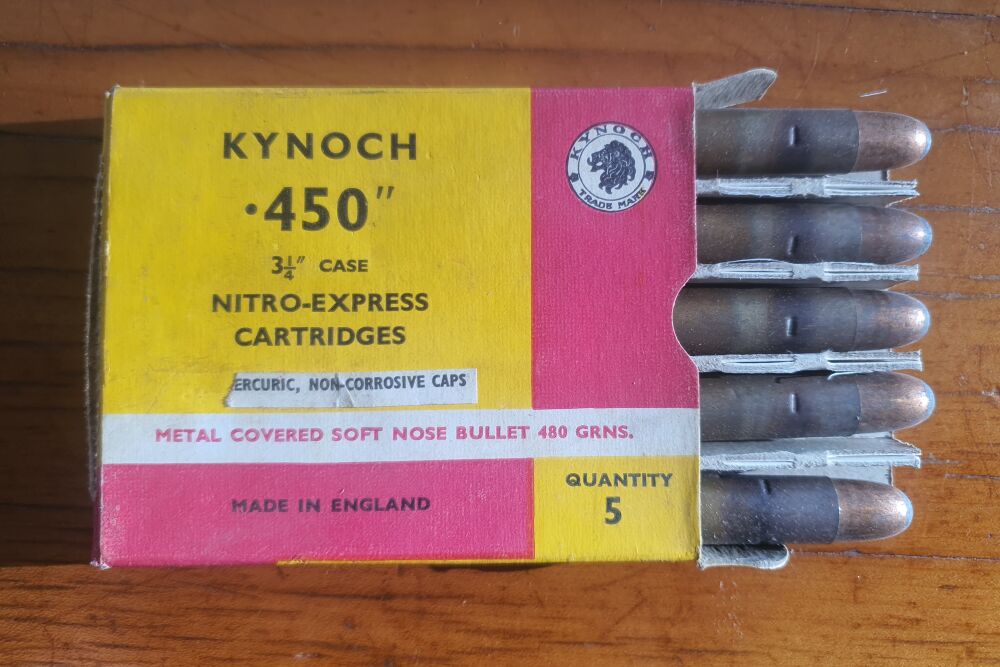 KYNOCH
·450"
3¼" CASE
NITRO-EXPRESS
CARTRIDGES
ERCURIC, NON-CORROSIVE CAPS
METAL COVERED SOFT NOSE BULLET 480 GRNS.
MADE IN ENGLAND
QUANTITY
5
KYNOCH
TRADE MARK